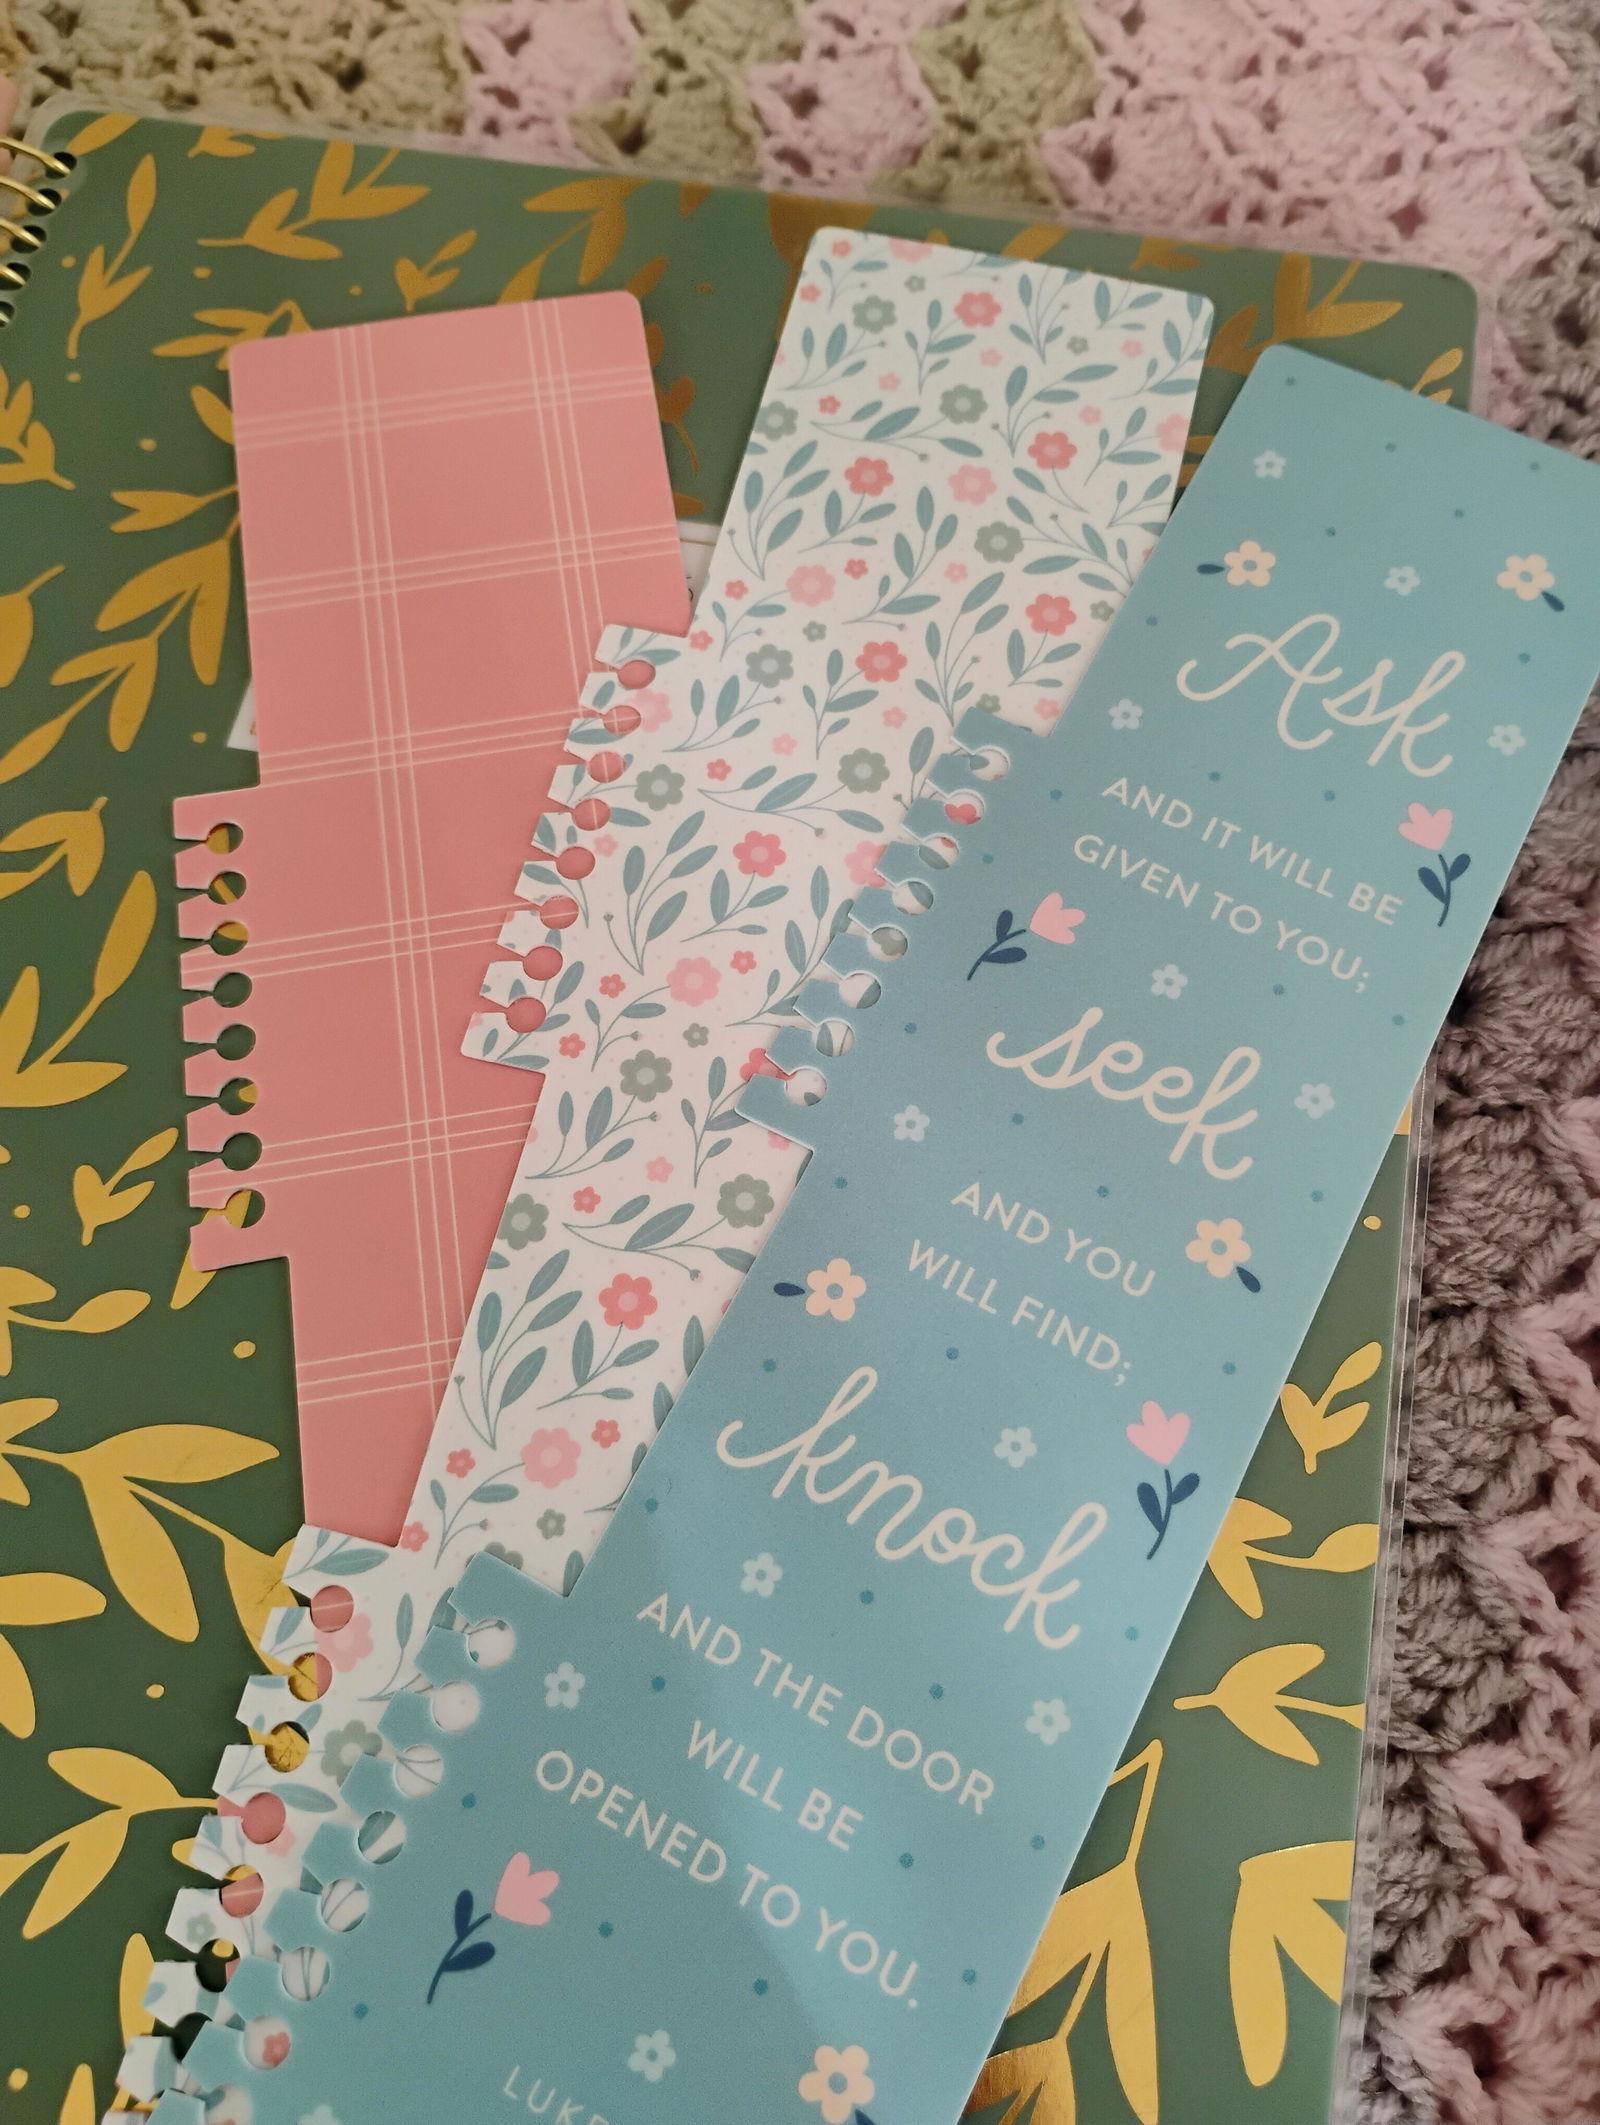 Ask
AND IT WILL BE
GIVEN TO YOU;
seek
AND YOU
WILL FIND;
knock
AND THE DOOR
WILL BE
OPENED TO YOU.
LUKE